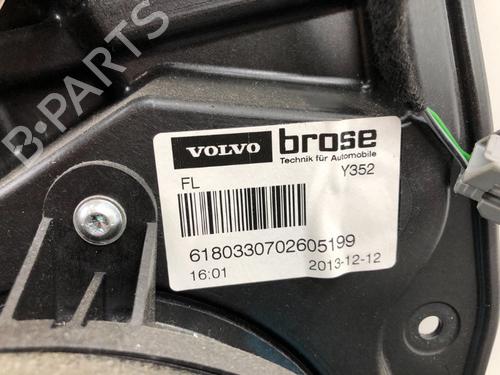 B-PARTS
VOLVO brose
Technik für Automobile
FL Y352
6180330702605199
16:01 2013-12-12